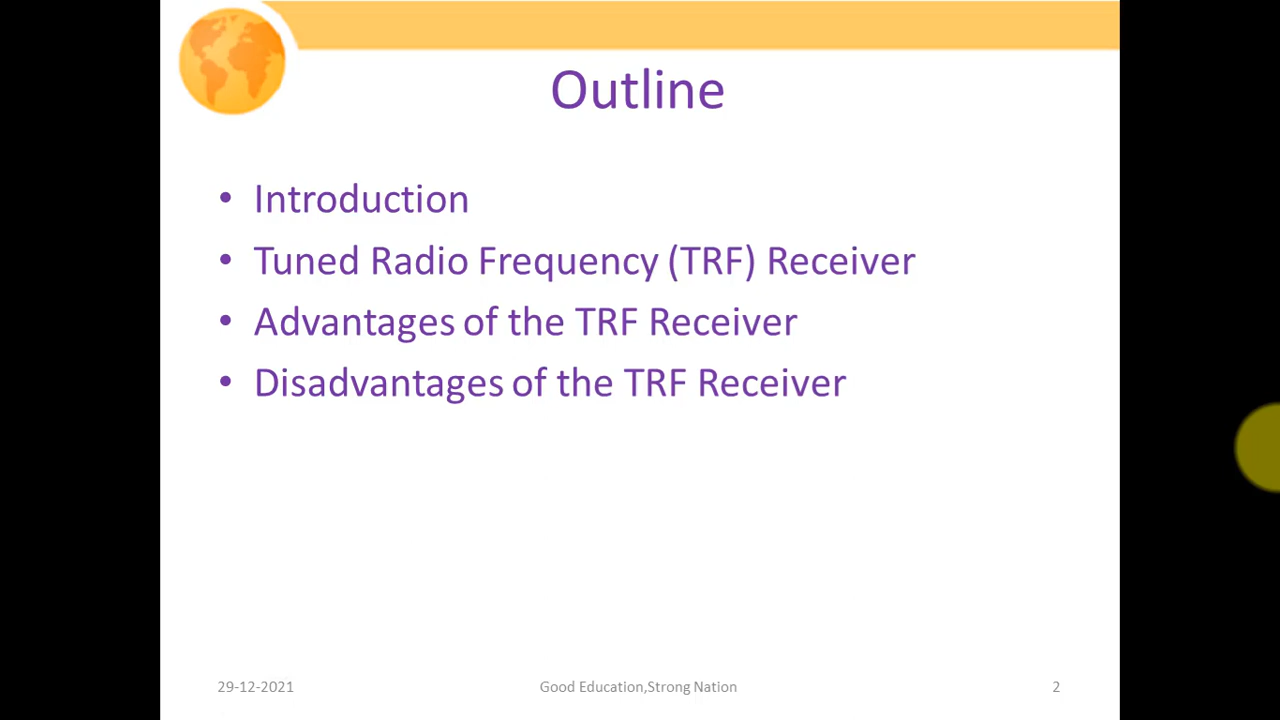 Outline
• Introduction
• Tuned Radio Frequency (TRF) Receiver
• Advantages of the TRF Receiver
• Disadvantages of the TRF Receiver
29-12-2021
Good Education,Strong Nation
2